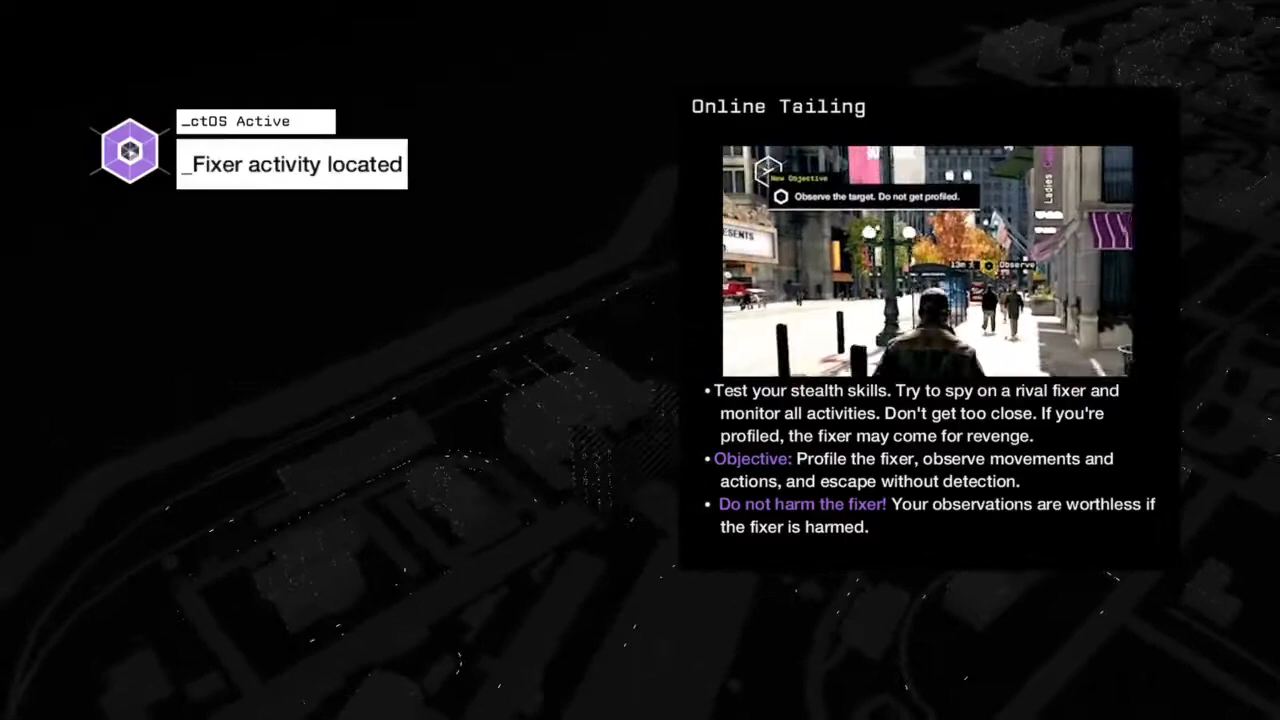 _ctOS Active
_Fixer activity located
Online Tailing
New Objective
Observe the target. Do not get profiled.
Ladies
ESENTS
13m
Observe
• Test your stealth skills. Try to spy on a rival fixer and
monitor all activities. Don't get too close. If you're
profiled, the fixer may come for revenge.
• Objective: Profile the fixer, observe movements and
actions, and escape without detection.
• Do not harm the fixer! Your observations are worthless if
the fixer is harmed.